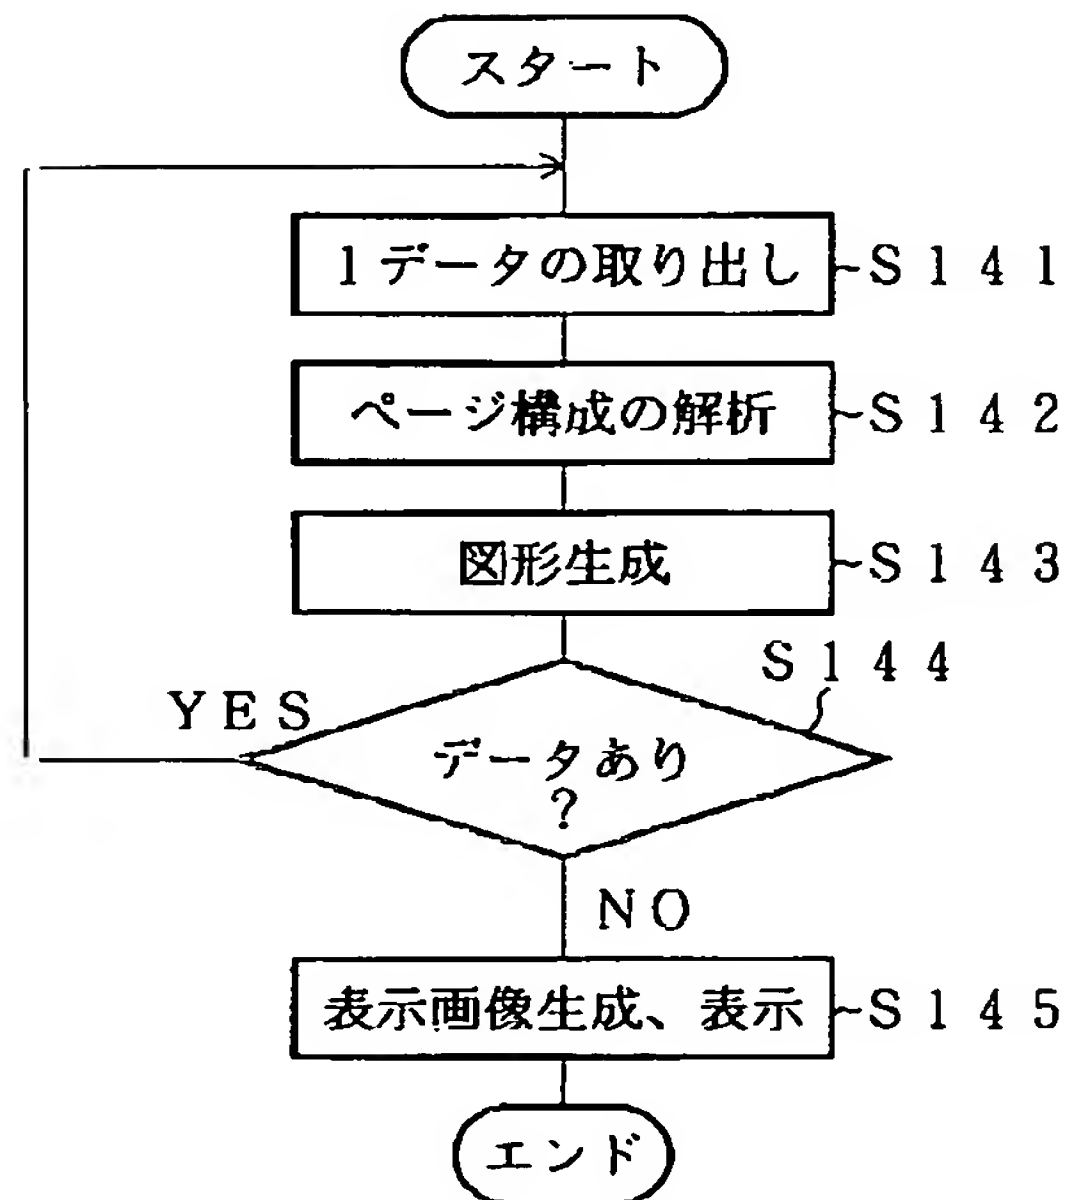 スタート
1データの取り出し
S141
ページ構成の解析
S142
図形生成
S143
S144
YES
データあり
?
NO
表示画像生成、表示
S145
エンド